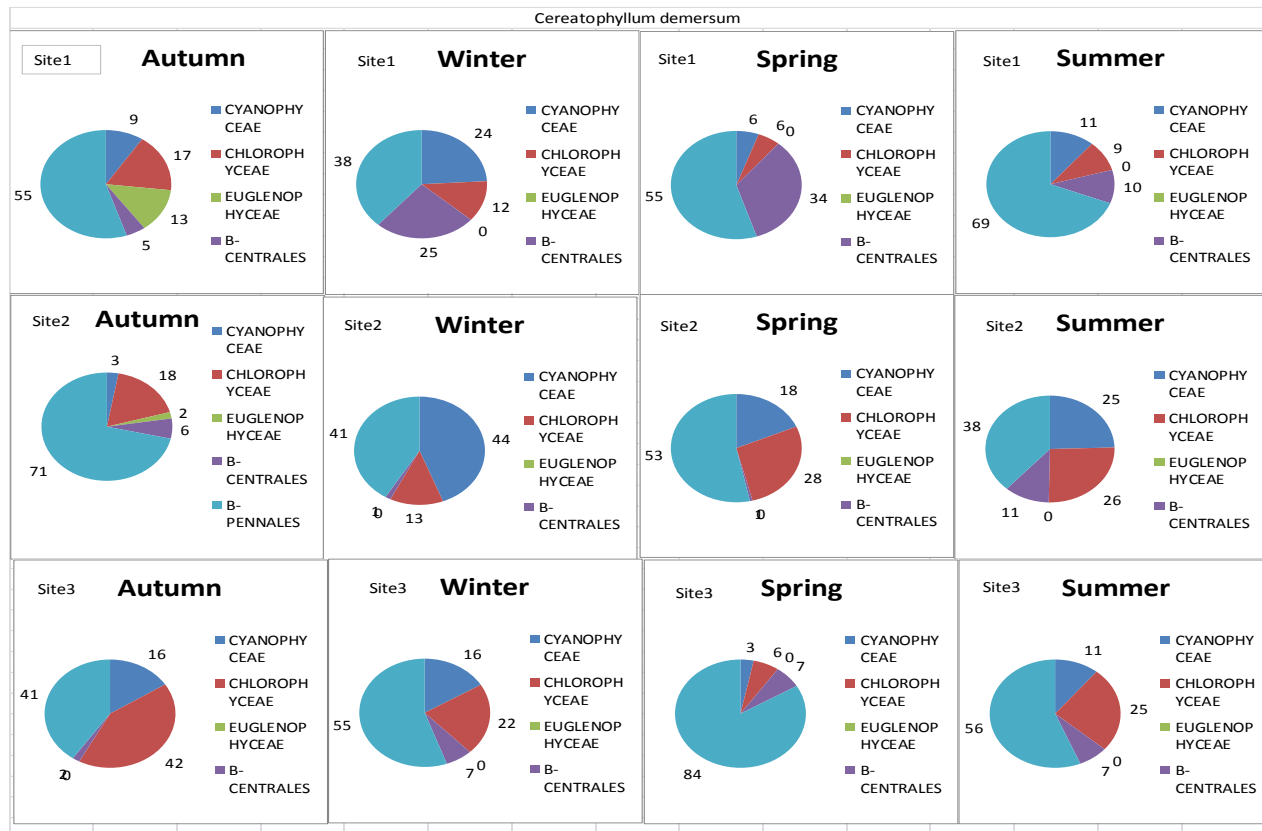 Cereatophyllum demersum
Site1
Autumn
9
17
13
5
55
CYANOPHY
CEAE
CHLOROPH
YCEAE
EUGLENOP
HYCEAE
B-
CENTRALES
Site1
Winter
24
12
0
25
38
CYANOPHY
CEAE
CHLOROPH
YCEAE
EUGLENOP
HYCEAE
B-
CENTRALES
Site1
Spring
6
6
0
34
55
CYANOPHY
CEAE
CHLOROPH
YCEAE
EUGLENOP
HYCEAE
B-
CENTRALES
Site1
Summer
11
9
0
10
69
CYANOPHY
CEAE
CHLOROPH
YCEAE
EUGLENOP
HYCEAE
B-
CENTRALES
Site2
Autumn
3
18
2
6
71
CYANOPHY
CEAE
CHLOROPH
YCEAE
EUGLENOP
HYCEAE
B-
CENTRALES
B-
PENNALES
Site2
Winter
44
13
0
1
41
CYANOPHY
CEAE
CHLOROPH
YCEAE
EUGLENOP
HYCEAE
B-
CENTRALES
Site2
Spring
18
28
0
1
53
CYANOPHY
CEAE
CHLOROPH
YCEAE
EUGLENOP
HYCEAE
B-
CENTRALES
Site2
Summer
25
26
0
11
38
CYANOPHY
CEAE
CHLOROPH
YCEAE
EUGLENOP
HYCEAE
B-
CENTRALES
Site3
Autumn
16
42
0
2
41
CYANOPHY
CEAE
CHLOROPH
YCEAE
EUGLENOP
HYCEAE
B-
CENTRALES
Site3
Winter
16
22
0
7
55
CYANOPHY
CEAE
CHLOROPH
YCEAE
EUGLENOP
HYCEAE
B-
CENTRALES
Site3
Spring
3
6
0
7
84
CYANOPHY
CEAE
CHLOROPH
YCEAE
EUGLENOP
HYCEAE
B-
CENTRALES
Site3
Summer
11
25
0
7
56
CYANOPHY
CEAE
CHLOROPH
YCEAE
EUGLENOP
HYCEAE
B-
CENTRALES